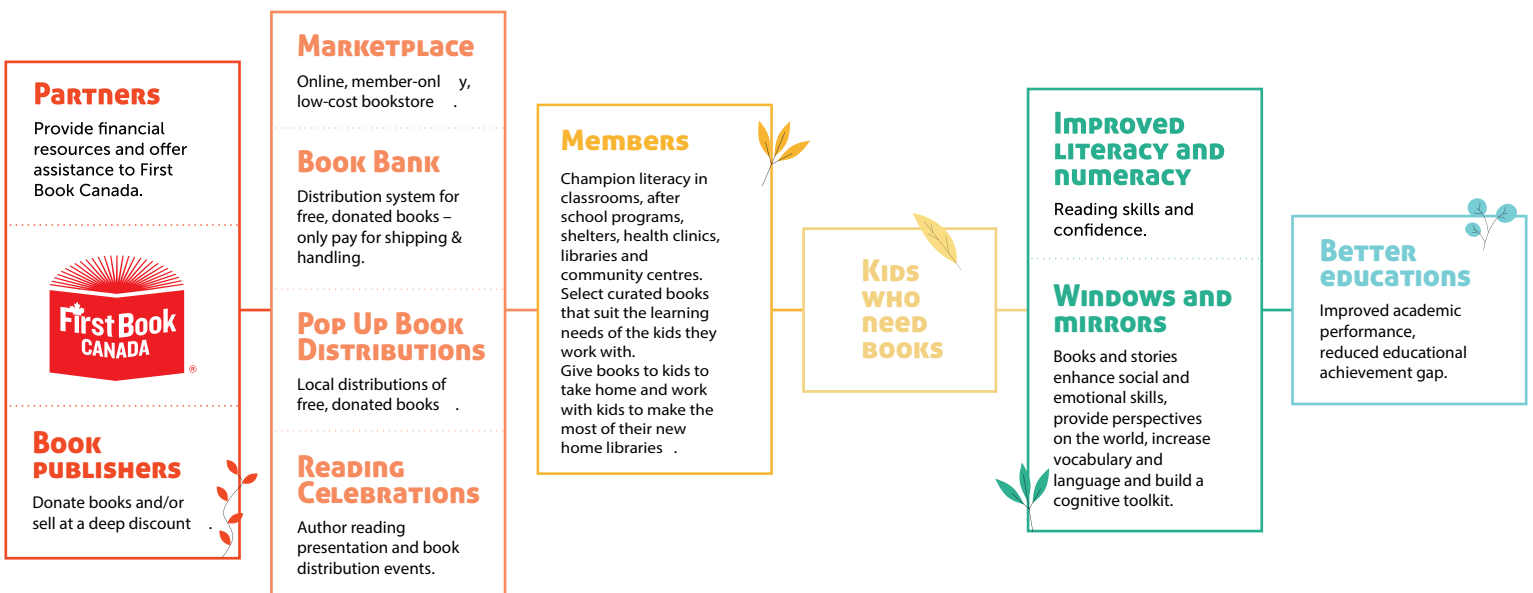 Partners
Provide financial
resources and offer
assistance to First
Book Canada.
First Book
CANADA
®
Book
publishers
Donate books and/or
sell at a deep discount .
Marketplace
Online, member-onl y,
low-cost bookstore .
Book Bank
Distribution system for
free, donated books –
only pay for shipping &
handling.
Pop Up Book
Distributions
Local distributions of
free, donated books .
Reading
Celebrations
Author reading
presentation and book
distribution events.
Members
Champion literacy in
classrooms, after
school programs,
shelters, health clinics,
libraries and
community centres.
Select curated books
that suit the learning
needs of the kids they
work with.
Give books to kids to
take home and work
with kids to make the
most of their new
home libraries .
Kids
who
need
books
Improved
literacy and
numeracy
Reading skills and
confidence.
Windows and
mirrors
Books and stories
enhance social and
emotional skills,
provide perspectives
on the world, increase
vocabulary and
language and build a
cognitive toolkit.
Better
educations
Improved academic
performance,
reduced educational
achievement gap.